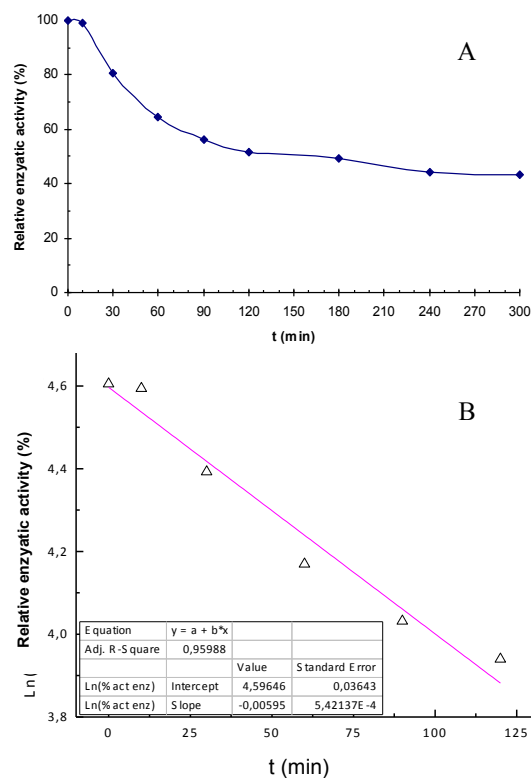 100
A
80
60
40
20
0
0 30 60 90 120 150 180 210 240 270 300
Relative enzyatic activity (%)
t (min)
4,6
B
4,4
4,2
4,0
3,8
Ln( Relative enzyatic activity (%)
Equation y = a + b*x
Adj. R-Square 0,95988
Value Standard Error
Ln(% act enz) Intercept 4,59646 0,03643
Ln(% act enz) Slope -0,00595 5,42137E-4
0 25 50 75 100 125
t (min)